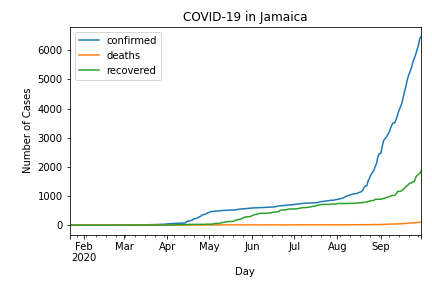 COVID-19 in Jamaica
confirmed
deaths
recovered
Number of Cases
6000
5000
4000
3000
2000
1000
0
Feb Mar Apr May Jun Jul Aug Sep
2020
Day